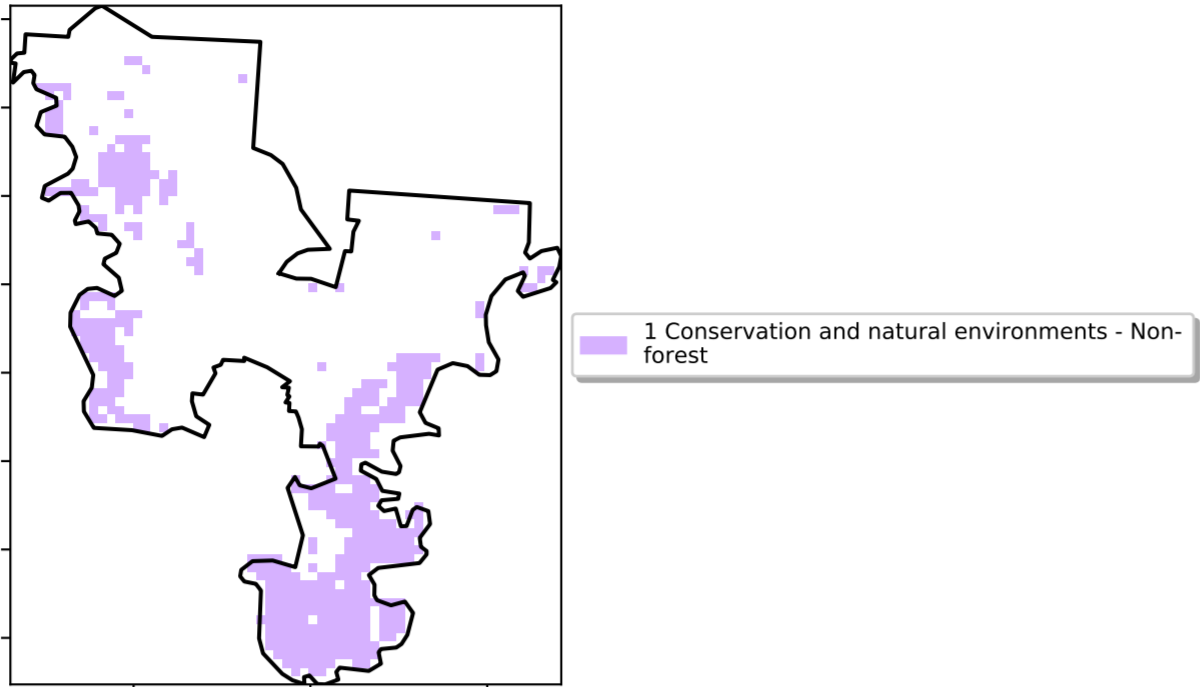 1 Conservation and natural environments - Non-
forest